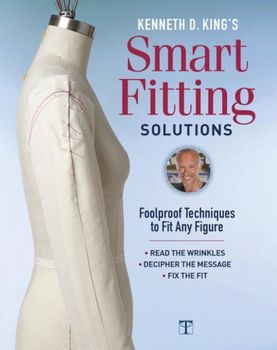 KENNETH D. KING'S
Smart
Fitting
SOLUTIONS
Foolproof Techniques
to Fit Any Figure
• READ THE WRINKLES
• DECIPHER THE MESSAGE
• FIX THE FIT
T